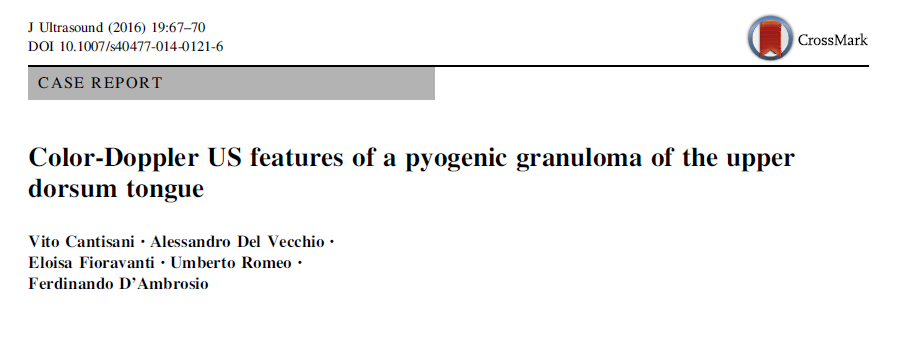 J Ultrasound (2016) 19:67–70
DOI 10.1007/s40477-014-0121-6
CrossMark
CASE REPORT
Color-Doppler US features of a pyogenic granuloma of the upper
dorsum tongue
Vito Cantisani · Alessandro Del Vecchio ·
Eloisa Fioravanti · Umberto Romeo ·
Ferdinando D’Ambrosio